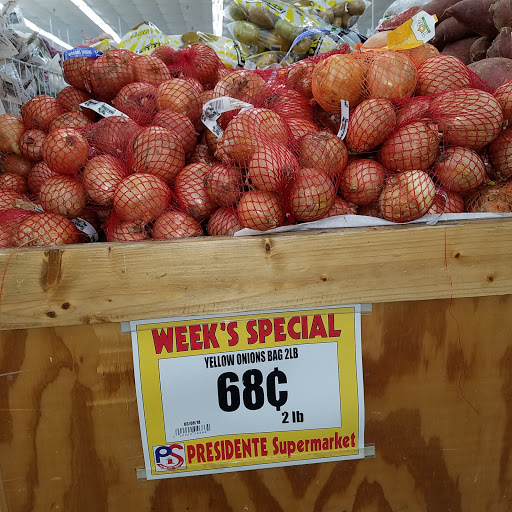 WEEK'S SPECIAL
YELLOW ONIONS BAG 2LB
68¢
2 lb
PS
PRESIDENTE Supermarket